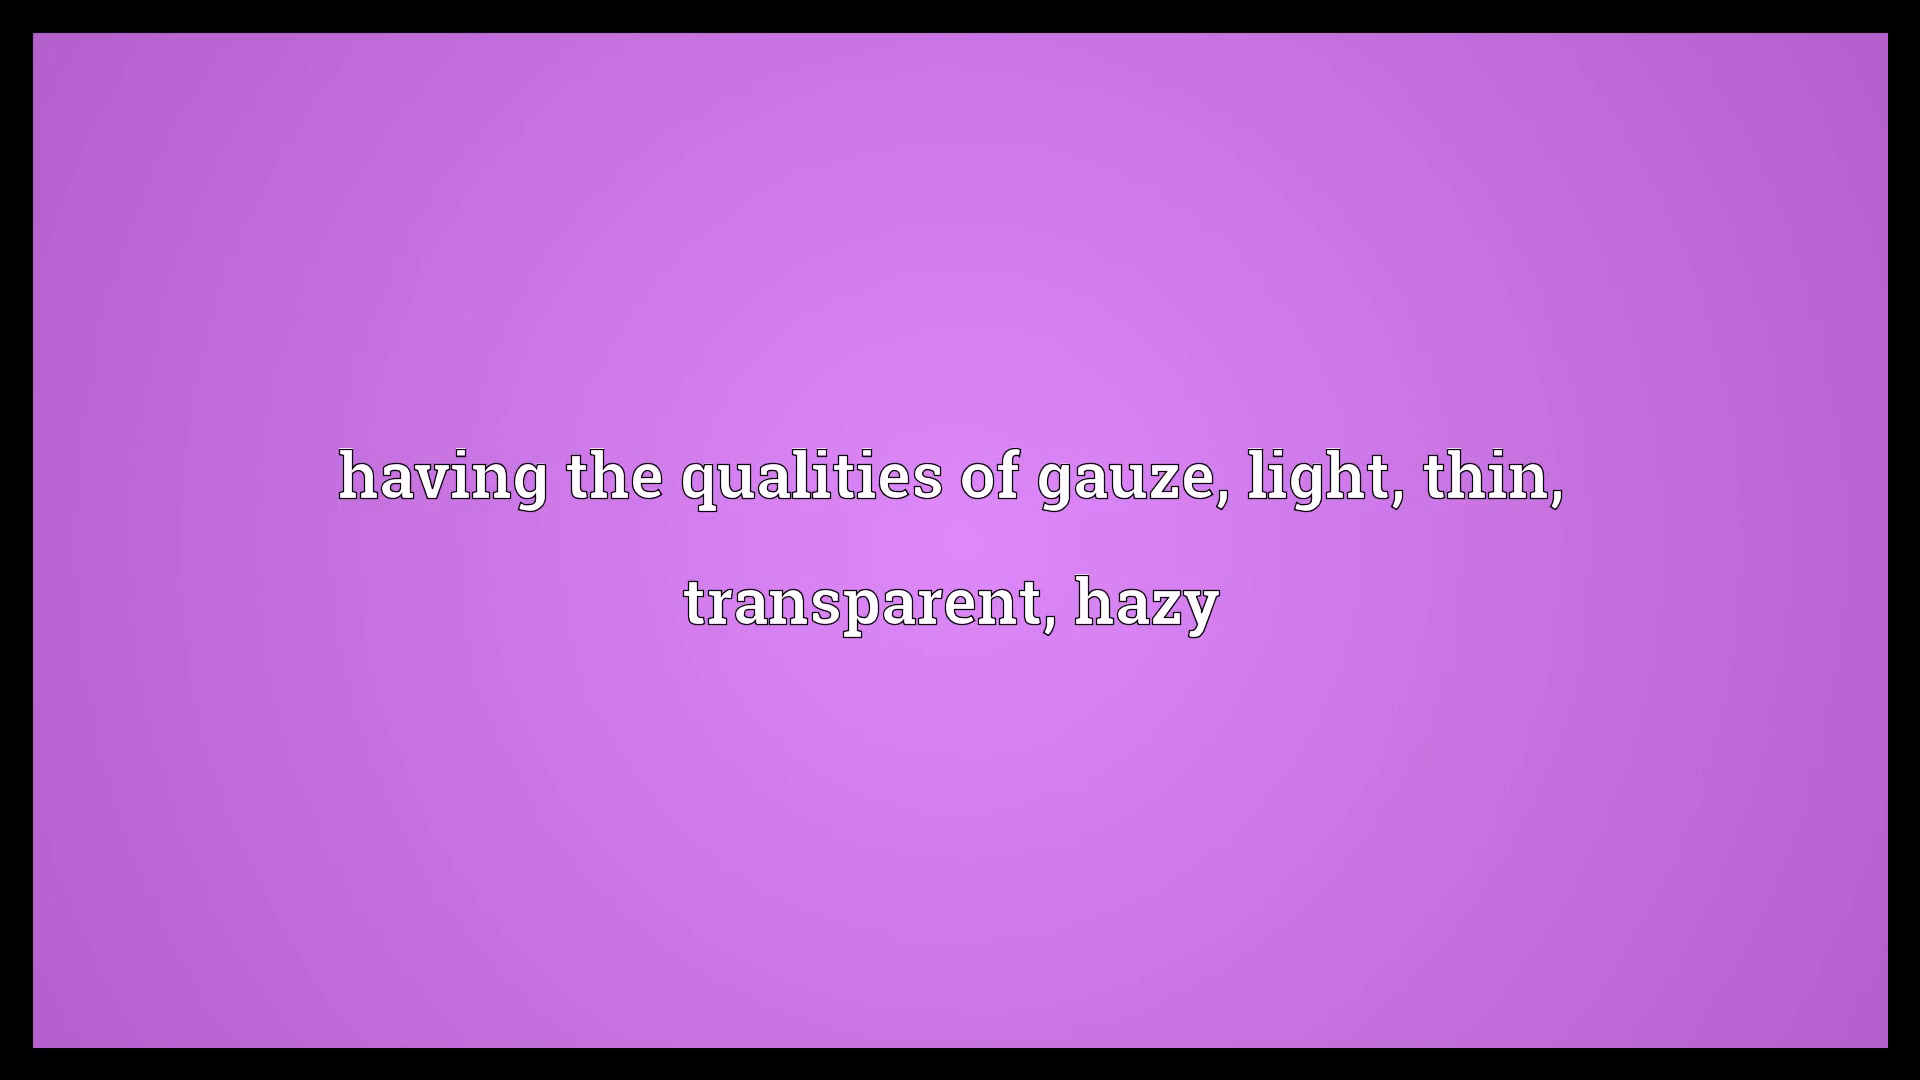 having the qualities of gauze, light, thin,
transparent, hazy